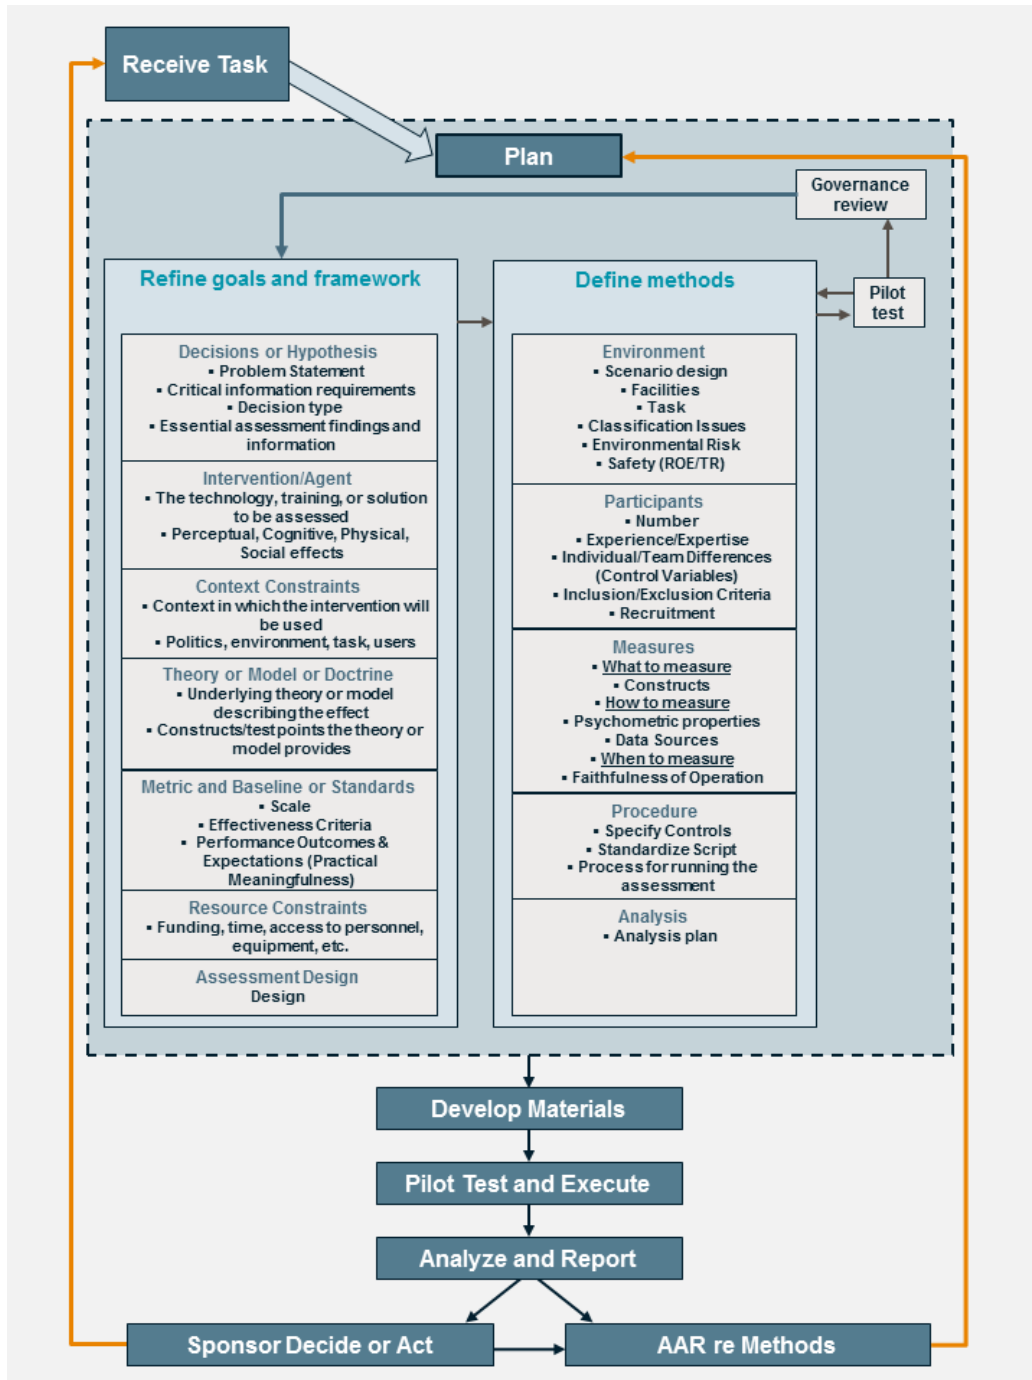 Receive Task
Plan
Governance
review
Pilot
test
Refine goals and framework
Decisions or Hypothesis
▪ Problem Statement
▪ Critical information requirements
▪ Decision type
▪ Essential assessment findings and
information
Intervention/Agent
▪ The technology, training, or solution
to be assessed
▪ Perceptual, Cognitive, Physical,
Social effects
Context Constraints
▪ Context in which the intervention will
be used
▪ Politics, environment, task, users
Theory or Model or Doctrine
▪ Underlying theory or model
describing the effect
▪ Constructs/test points the theory or
model provides
Metric and Baseline or Standards
▪ Scale
▪ Effectiveness Criteria
▪ Performance Outcomes &
Expectations (Practical
Meaningfulness)
Resource Constraints
▪ Funding, time, access to personnel,
equipment, etc.
Assessment Design
Design
Define methods
Environment
▪ Scenario design
▪ Facilities
▪ Task
▪ Classification Issues
▪ Environmental Risk
▪ Safety (ROE/TR)
Participants
▪ Number
▪ Experience/Expertise
▪ Individual/Team Differences
(Control Variables)
▪ Inclusion/Exclusion Criteria
▪ Recruitment
Measures
▪ What to measure
▪ Constructs
▪ How to measure
▪ Psychometric properties
▪ Data Sources
▪ When to measure
▪ Faithfulness of Operation
Procedure
▪ Specify Controls
▪ Standardize Script
▪ Process for running the
assessment
Analysis
▪ Analysis plan
Develop Materials
Pilot Test and Execute
Analyze and Report
Sponsor Decide or Act
AAR re Methods